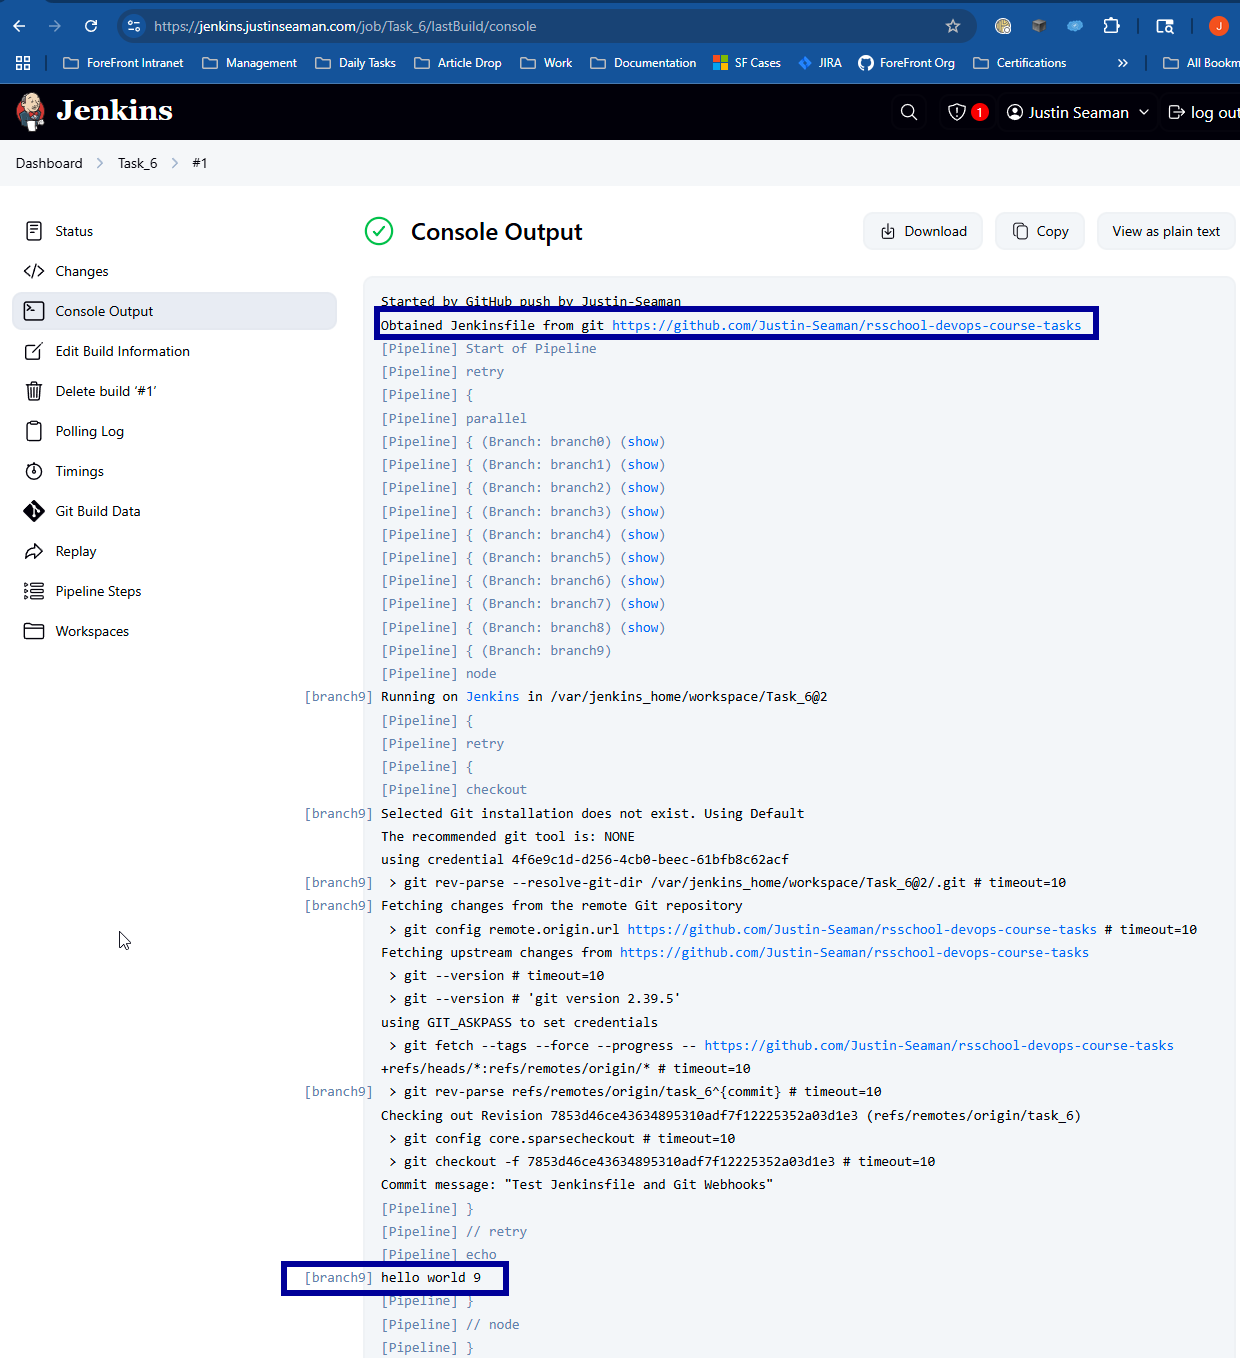 https://jenkins.justinseaman.com/job/Task_6/lastBuild/console
J
ForeFront Intranet Management Daily Tasks Article Drop Work Documentation SF Cases JIRA ForeFront Org Certifications » All Bookm
Jenkins 1 Justin Seaman log out
Dashboard > Task_6 > #1
Status
Changes
Console Output
Edit Build Information
Delete build ‘#1’
Polling Log
Timings
Git Build Data
Replay
Pipeline Steps
Workspaces
Console Output Download Copy View as plain text
Started by GitHub push by Justin-Seaman
Obtained Jenkinsfile from git https://github.com/Justin-Seaman/rsschool-devops-course-tasks
[Pipeline] Start of Pipeline
[Pipeline] retry
[Pipeline] {
[Pipeline] parallel
[Pipeline] { (Branch: branch0) (show)
[Pipeline] { (Branch: branch1) (show)
[Pipeline] { (Branch: branch2) (show)
[Pipeline] { (Branch: branch3) (show)
[Pipeline] { (Branch: branch4) (show)
[Pipeline] { (Branch: branch5) (show)
[Pipeline] { (Branch: branch6) (show)
[Pipeline] { (Branch: branch7) (show)
[Pipeline] { (Branch: branch8) (show)
[Pipeline] { (Branch: branch9)
[Pipeline] node
[branch9] Running on Jenkins in /var/jenkins_home/workspace/Task_6@2
[Pipeline] {
[Pipeline] retry
[Pipeline] {
[Pipeline] checkout
[branch9] Selected Git installation does not exist. Using Default
The recommended git tool is: NONE
using credential 4f6e9c1d-d256-4cb0-beec-61bfb8c62acf
[branch9] > git rev-parse --resolve-git-dir /var/jenkins_home/workspace/Task_6@2/.git # timeout=10
[branch9] Fetching changes from the remote Git repository
> git config remote.origin.url https://github.com/Justin-Seaman/rsschool-devops-course-tasks # timeout=10
Fetching upstream changes from https://github.com/Justin-Seaman/rsschool-devops-course-tasks
> git --version # timeout=10
> git --version # 'git version 2.39.5'
using GIT_ASKPASS to set credentials
> git fetch --tags --force --progress -- https://github.com/Justin-Seaman/rsschool-devops-course-tasks
+refs/heads/*:refs/remotes/origin/* # timeout=10
[branch9] > git rev-parse refs/remotes/origin/task_6^{commit} # timeout=10
Checking out Revision 7853d46ce43634895310adf7f12225352a03d1e3 (refs/remotes/origin/task_6)
> git config core.sparsecheckout # timeout=10
> git checkout -f 7853d46ce43634895310adf7f12225352a03d1e3 # timeout=10
Commit message: "Test Jenkinsfile and Git Webhooks"
[Pipeline] }
[Pipeline] // retry
[Pipeline] echo
[branch9] hello world 9
[Pipeline] }
[Pipeline] // node
[Pipeline] }